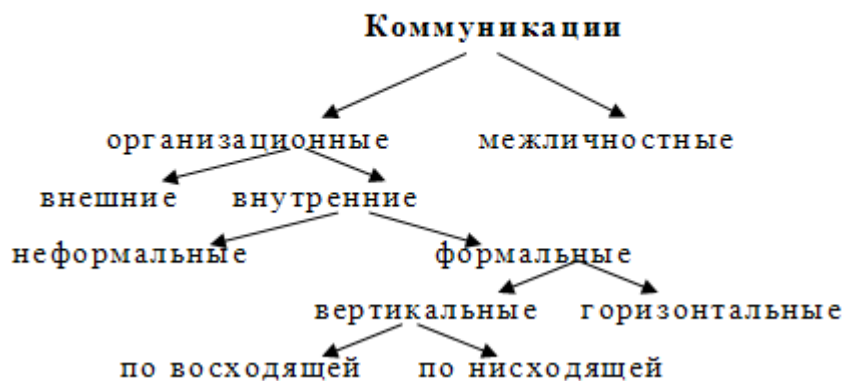 Коммуникации
организационные межличностные
внешние внутренние
неформальные формальные
вертикальные горизонтальные
по восходящей по нисходящей